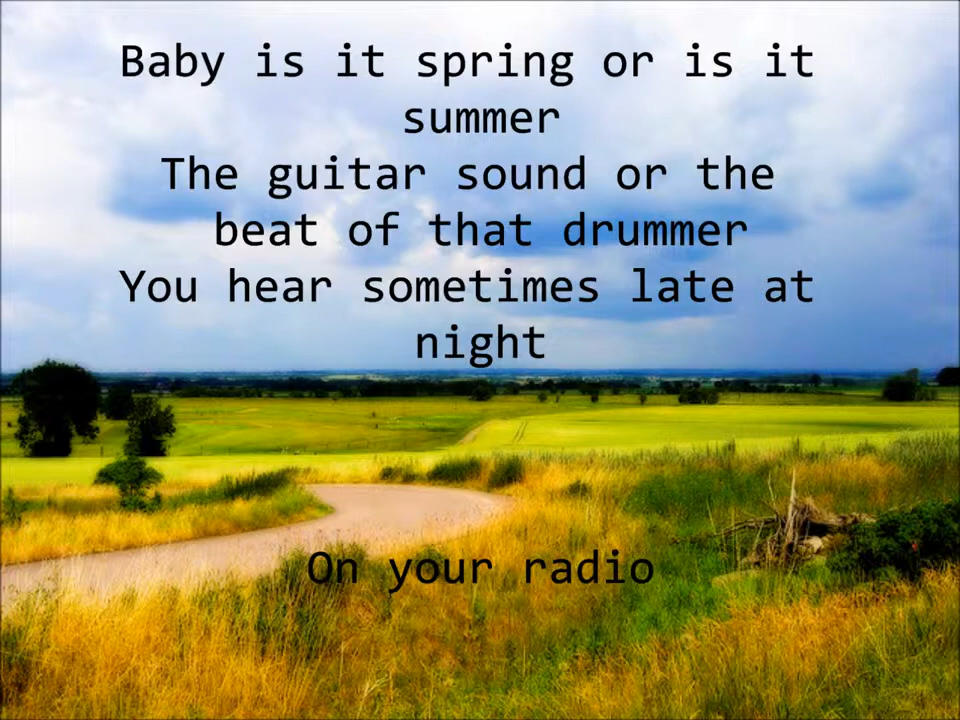 Baby is it spring or is it
summer
The guitar sound or the
beat of that drummer
You hear sometimes late at
night
On your radio